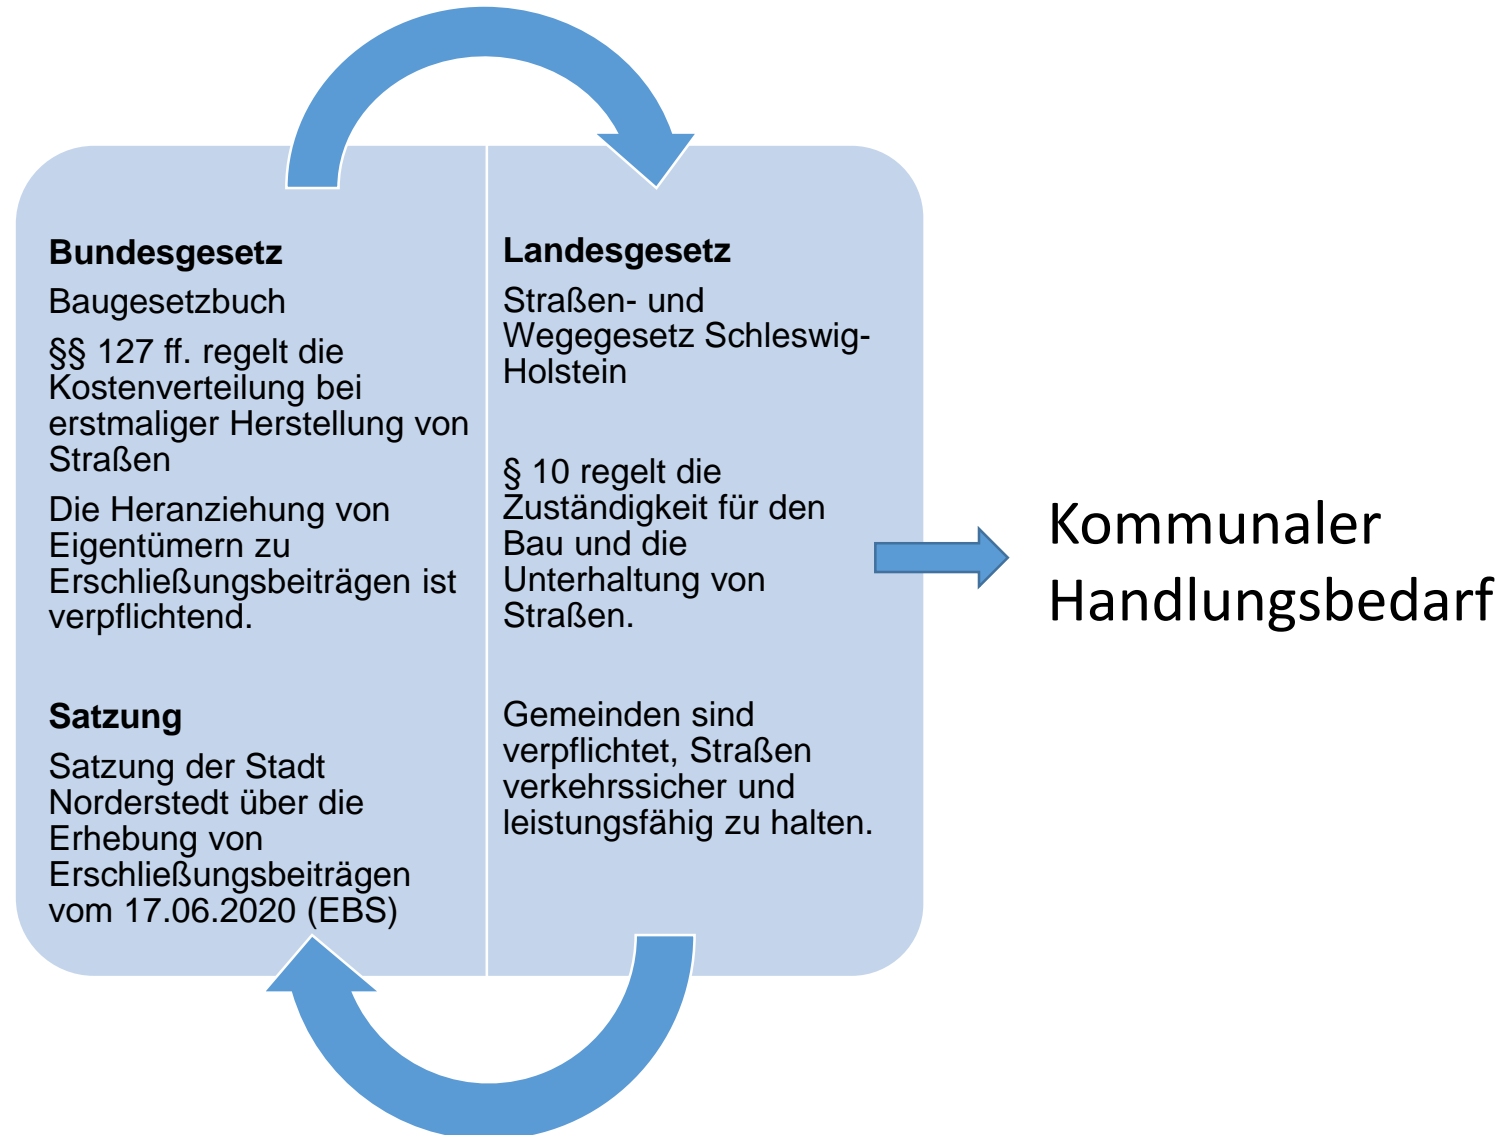 Bundesgesetz
Baugesetzbuch
§§ 127 ff. regelt die
Kostenverteilung bei
erstmaliger Herstellung von
Straßen
Die Heranziehung von
Eigentümern zu
Erschließungsbeiträgen ist
verpflichtend.
Satzung
Satzung der Stadt
Norderstedt über die
Erhebung von
Erschließungsbeiträgen
vom 17.06.2020 (EBS)
Landesgesetz
Straßen- und
Wegegesetz Schleswig-
Holstein
§ 10 regelt die
Zuständigkeit für den
Bau und die
Unterhaltung von
Straßen.
Gemeinden sind
verpflichtet, Straßen
verkehrssicher und
leistungsfähig zu halten.
Kommunaler
Handlungsbedarf